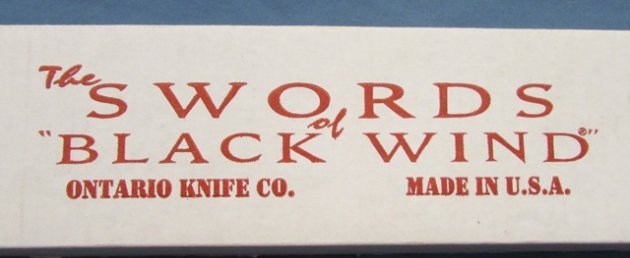 The SWORDS
of
"BLACK WIND®"
ONTARIO KNIFE CO. MADE IN U.S.A.